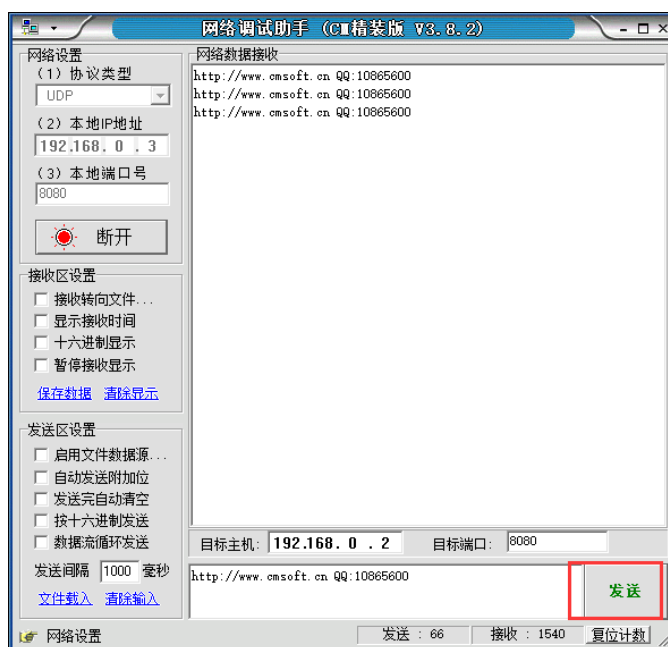 网络调试助手 (CM精装版 V3.8.2)
网络设置
(1) 协议类型
UDP
(2) 本地IP地址
192.168. 0 . 3
(3) 本地端口号
8080
断开
接收区设置
接收转向文件...
显示接收时间
十六进制显示
暂停接收显示
保存数据 清除显示
发送区设置
启用文件数据源...
自动发送附加位
发送完自动清空
按十六进制发送
数据流循环发送
发送间隔 1000 毫秒
文件载入 清除输入
网络数据接收
http://www.cmsoft.cn QQ:10865600
http://www.cmsoft.cn QQ:10865600
http://www.cmsoft.cn QQ:10865600
目标主机: 192.168. 0 . 2 目标端口: 8080
http://www.cmsoft.cn QQ:10865600
发送
网络设置 发送 : 66 接收 : 1540 复位计数